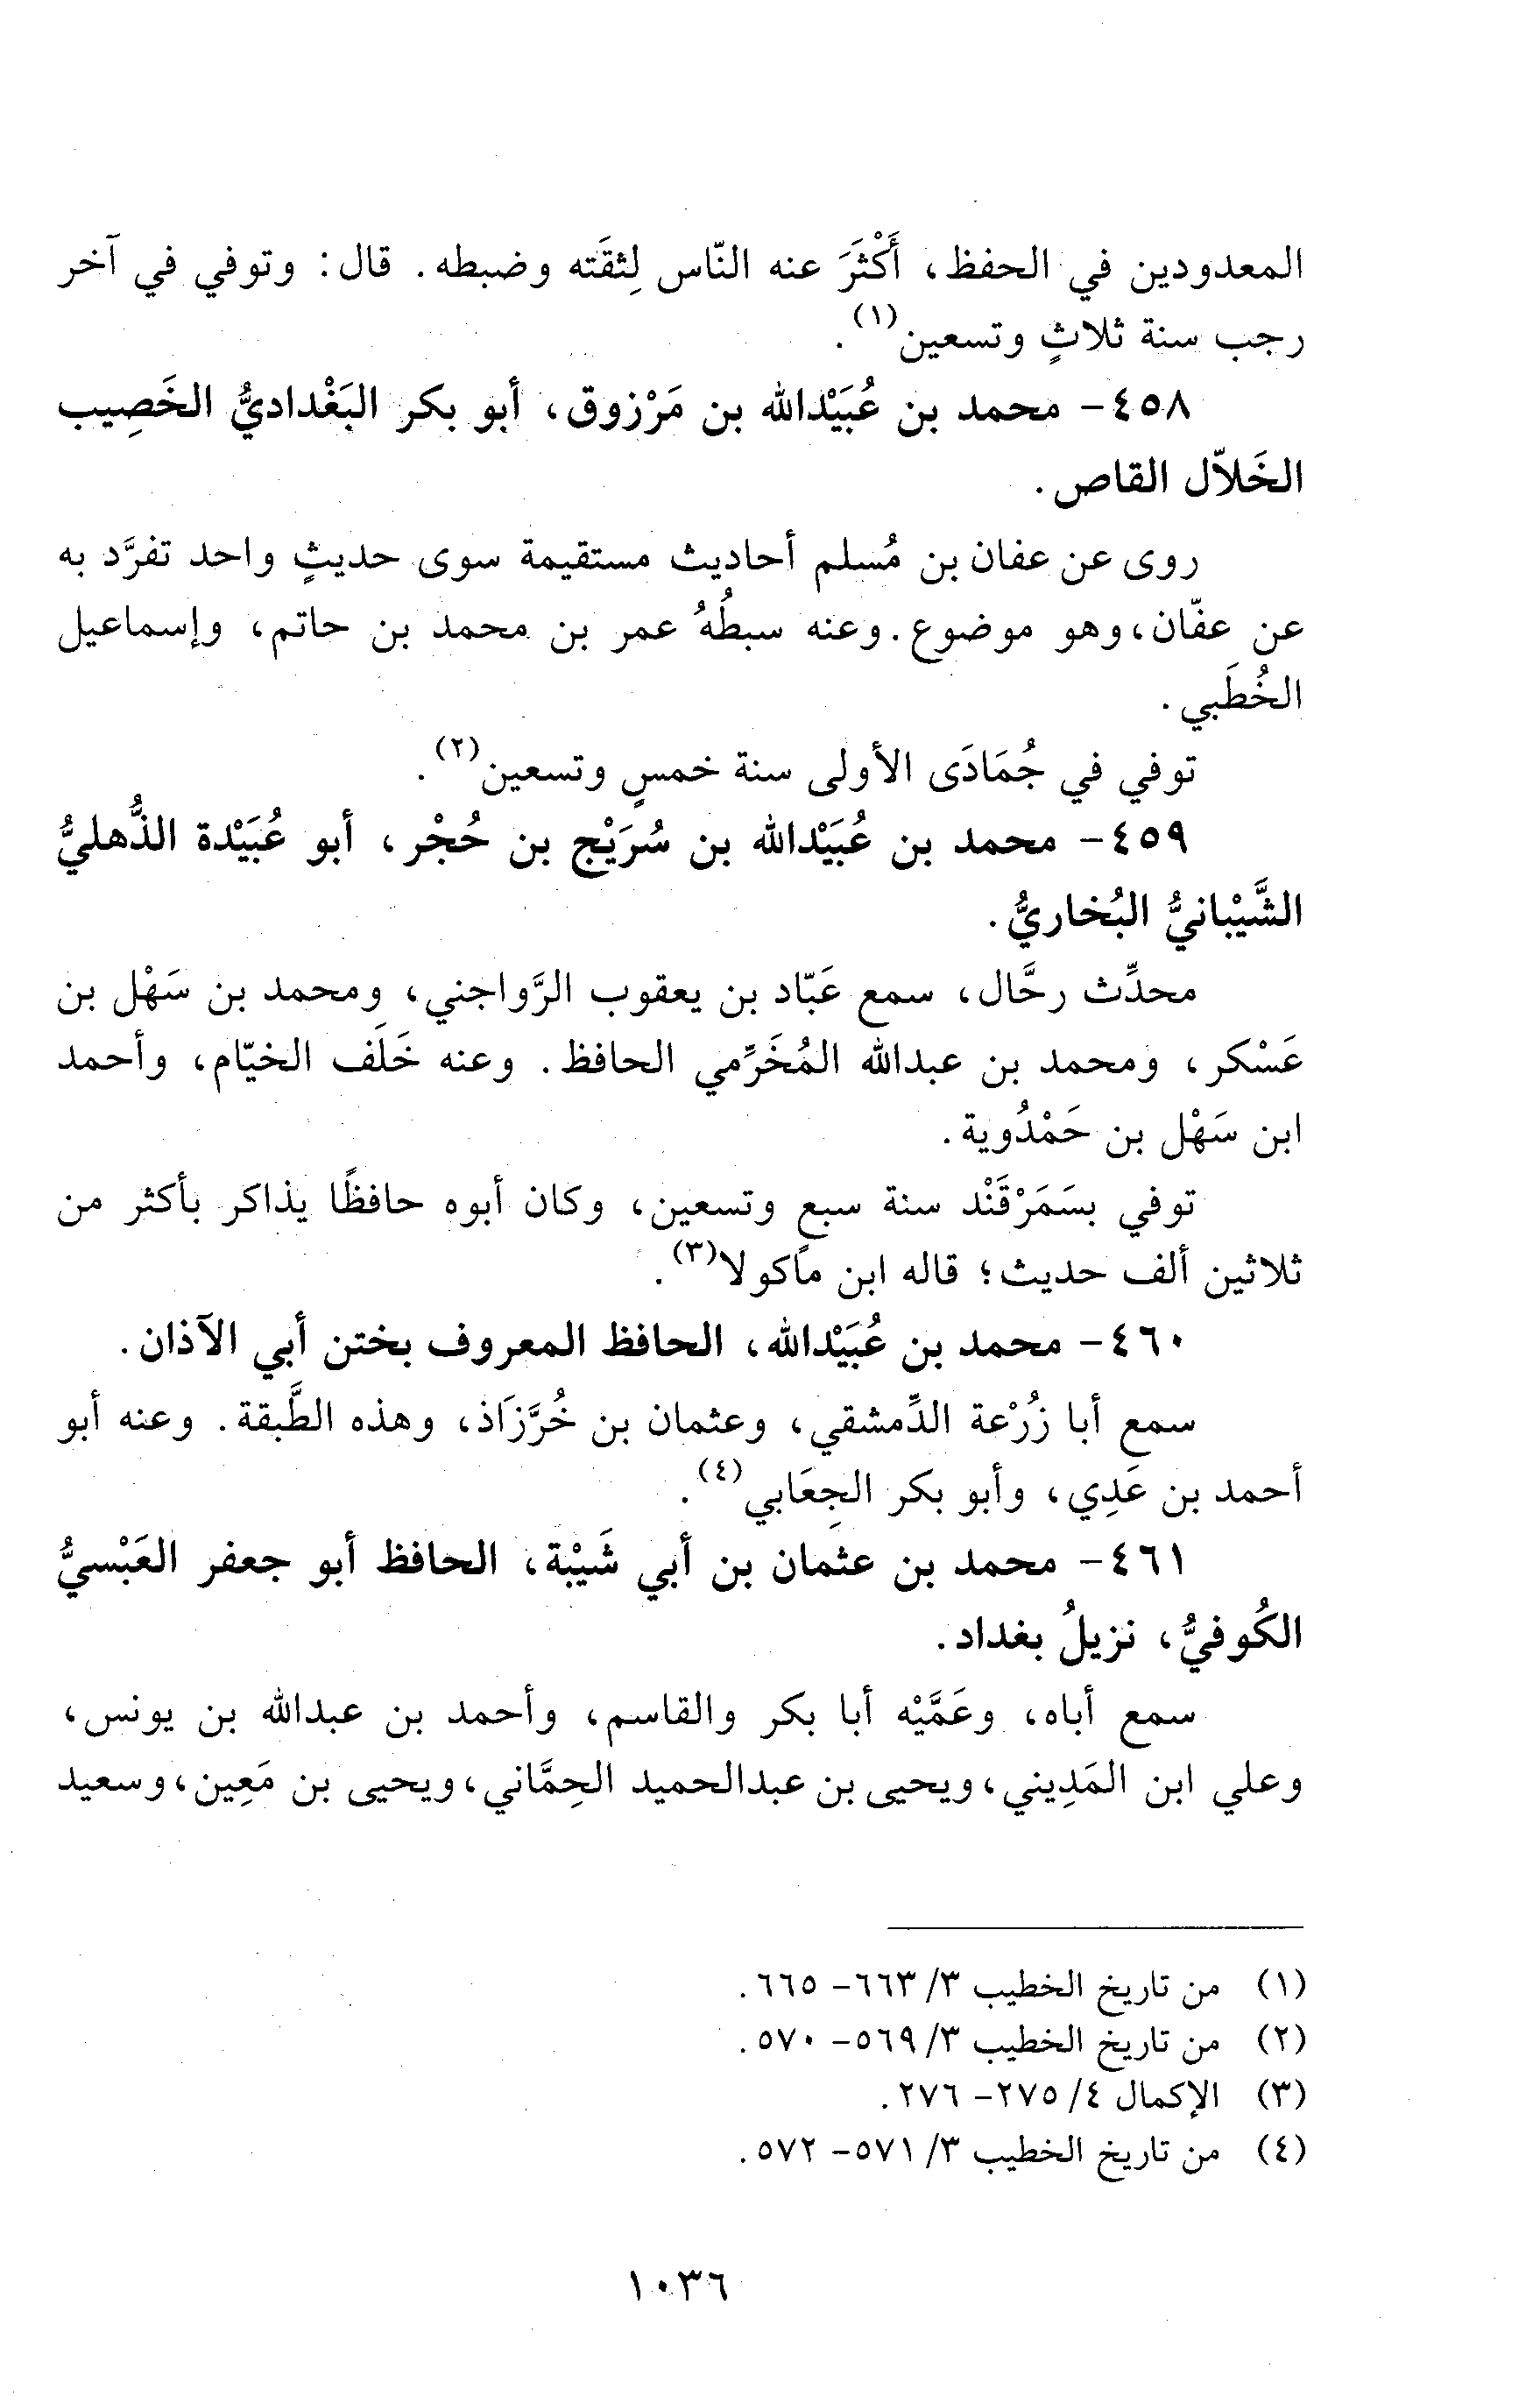 المعدودين في الحفظ، أَكْثَرَ عنه النّاس لِثقَته وضبطه. قال: وتوفي في آخر
رجب سنة ثلاثٍ وتسعين(١).
٤٥٨- محمد بن عُبَيْدالله بن مَرْزوق، أبو بكر البَغْداديُّ الخَصِيب
الخَلاّل القاص.
روى عن عفان بن مُسلم أحاديث مستقيمة سوى حديثٍ واحد تفرَّد به
عن عفّان، وهو موضوع. وعنه سبطُهُ عمر بن محمد بن حاتم، وإسماعيل
الخُطَبي.
توفي في جُمَادَى الأولى سنة خمسٍ وتسعين(٢).
٤٥٩- محمد بن عُبَيْدالله بن سُرَيْج بن حُجْر، أبو عُبَيْدة الذُّهليُّ
الشَّيْبانيُّ البُخاريُّ.
محدِّث رحَّال، سمع عَبّاد بن يعقوب الرَّواجني، ومحمد بن سَهْل بن
عَسْكر، ومحمد بن عبدالله المُخَرِّمي الحافظ. وعنه خَلَف الخيّام، وأحمد
ابن سَهْل بن حَمْدُوية.
توفي بسَمَرْقَنْد سنة سبعٍ وتسعين، وكان أبوه حافظًا يذاكر بأكثر من
ثلاثين ألف حديث؛ قاله ابن ماكولا(٣).
٤٦٠- محمد بن عُبَيْدالله، الحافظ المعروف بختن أبي الآذان.
سمع أبا زُرْعة الدِّمشقي، وعثمان بن خُرَّزَاذ، وهذه الطَّبقة. وعنه أبو
أحمد بن عَدِي، وأبو بكر الجِعَابي(٤).
٤٦١- محمد بن عثمان بن أبي شَيْبَة، الحافظ أبو جعفر العَبْسيُّ
الكُوفيُّ، نزيلُ بغداد.
سمع أباه، وعَمَّيْه أبا بكر والقاسم، وأحمد بن عبدالله بن يونس،
وعلي ابن المَدِيني، ويحيى بن عبدالحميد الحِمَّاني، ويحيى بن مَعِين، وسعيد
(١) من تاريخ الخطيب ٣/ ٦٦٣- ٦٦٥.
(٢) من تاريخ الخطيب ٣/ ٥٦٩- ٥٧٠.
(٣) الإكمال ٤/ ٢٧٥- ٢٧٦.
(٤) من تاريخ الخطيب ٣/ ٥٧١- ٥٧٢.
١٠٣٦